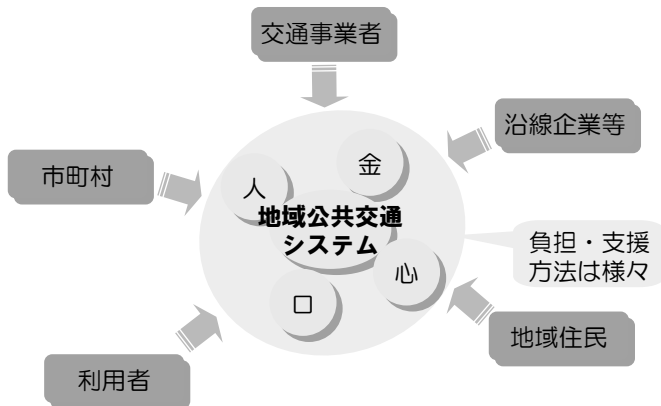 交通事業者
沿線企業等
市町村
金
人
地域公共交通
システム
負担・支援
方法は様々
心
口
地域住民
利用者